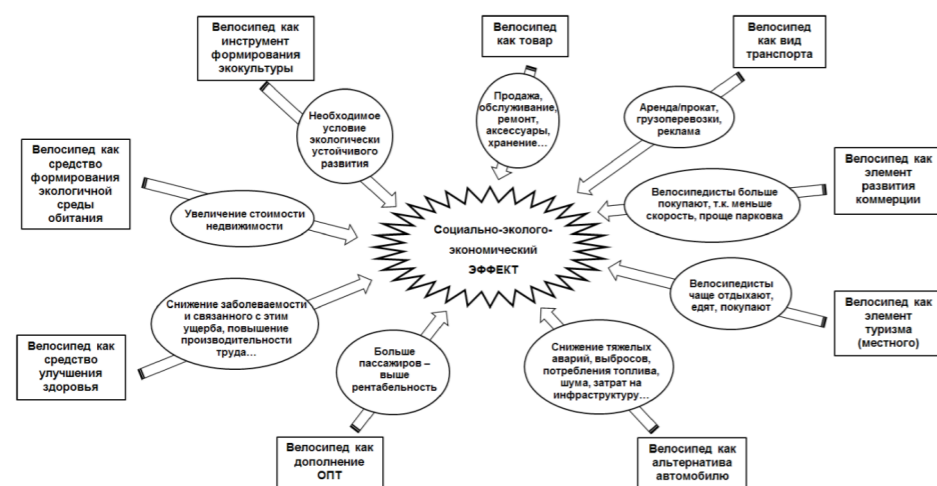 Велосипед как
инструмент
формирования
экокультуры
Необходимое
условие
экологически
устойчивого
развития
Велосипед
как товар
Продажа,
обслуживание,
ремонт,
аксессуары,
хранение...
Велосипед
как вид
транспорта
Аренда/прокат,
грузоперевозки,
реклама
Велосипед как
средство
формирования
экологичной
среды
обитания
Увеличение стоимости
недвижимости
Социально-эколого-
экономический
ЭФФЕКТ
Велосипедисты больше
покупают, т.к. меньше
скорость, проще парковка
Велосипед как
элемент
развития
коммерции
Велосипедисты
чаще отдыхают,
едят, покупают
Велосипед как
элемент
туризма
(местного)
Снижение заболеваемости
и связанного с этим
ущерба, повышение
производительности
труда...
Велосипед как
средство
улучшения
здоровья
Больше
пассажиров –
выше
рентабельность
Велосипед как
дополнение
ОПТ
Снижение тяжелых
аварий, выбросов,
потребления топлива,
шума, затрат на
инфраструктуру...
Велосипед как
альтернатива
автомобилю